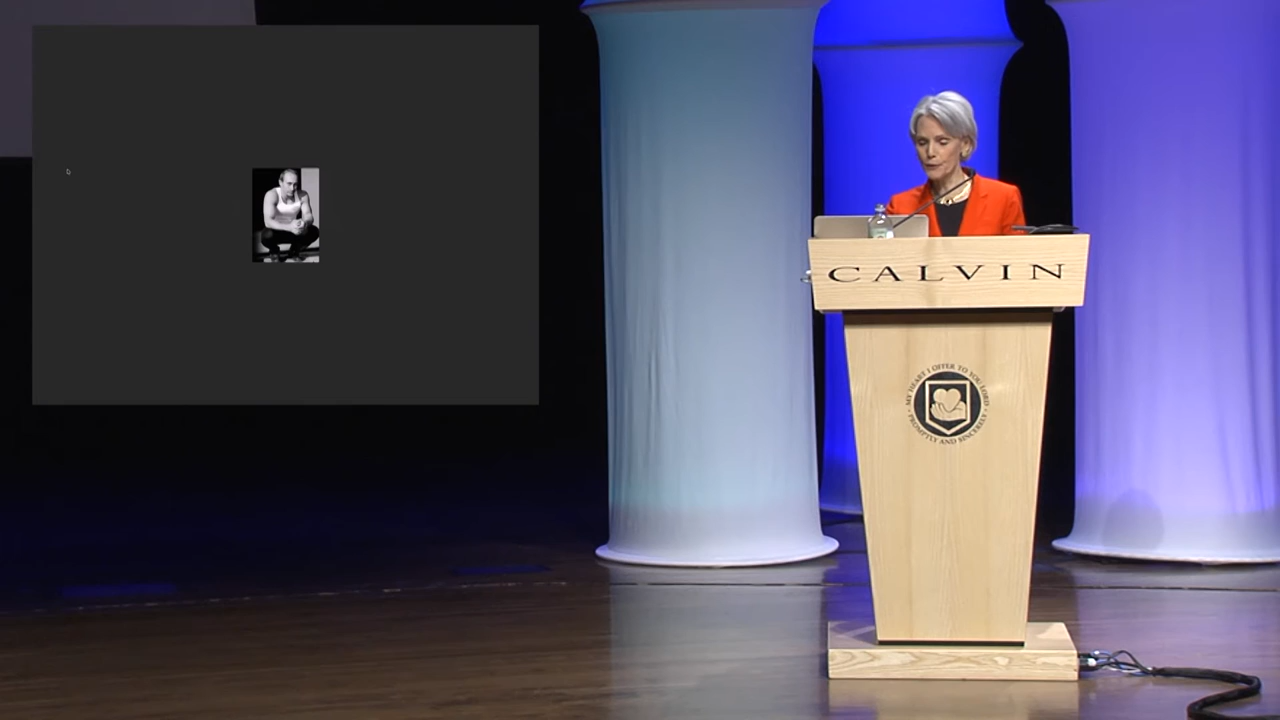 CALVIN
MY HEART I OFFER TO YOU LORD
PROMPTLY AND SINCERELY